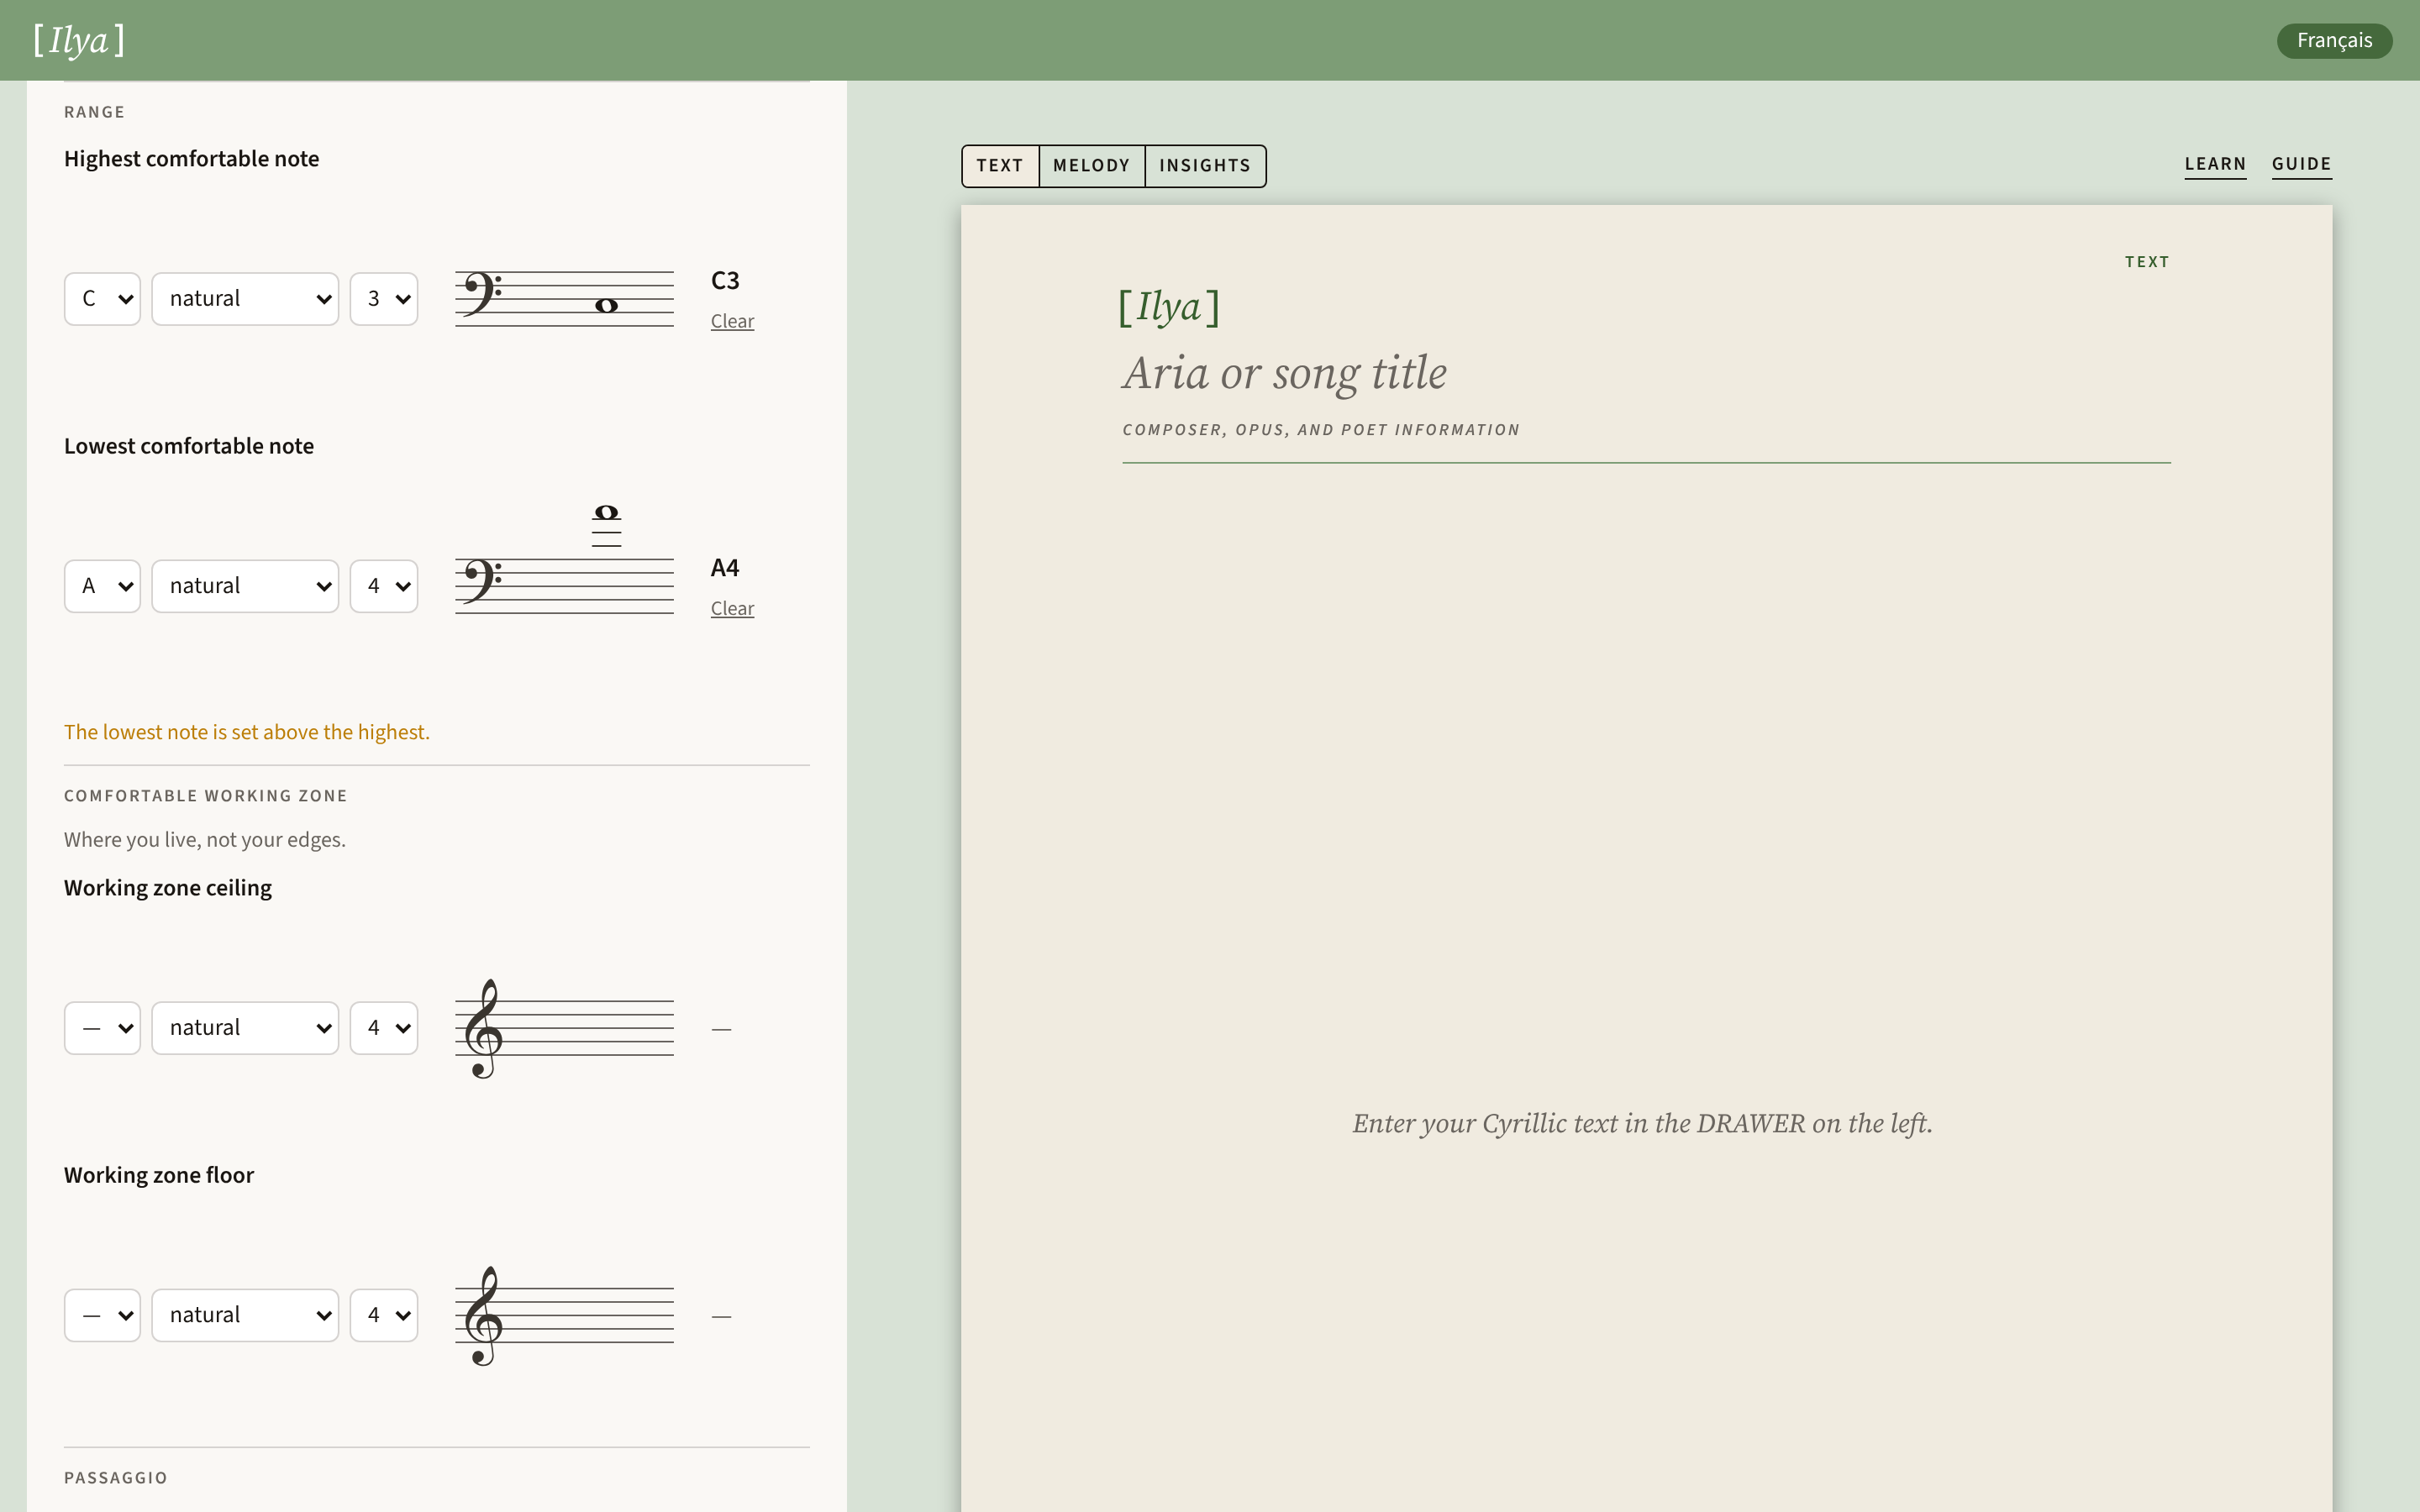 [Ilya]
Français
RANGE
Highest comfortable note
C
natural
3
C3
Clear
Lowest comfortable note
A
natural
4
A4
Clear
The lowest note is set above the highest.
COMFORTABLE WORKING ZONE
Where you live, not your edges.
Working zone ceiling
—
natural
4
—
Working zone floor
—
natural
4
—
PASSAGGIO
TEXT
MELODY
INSIGHTS
LEARN
GUIDE
TEXT
[Ilya]
Aria or song title
COMPOSER, OPUS, AND POET INFORMATION
Enter your Cyrillic text in the DRAWER on the left.